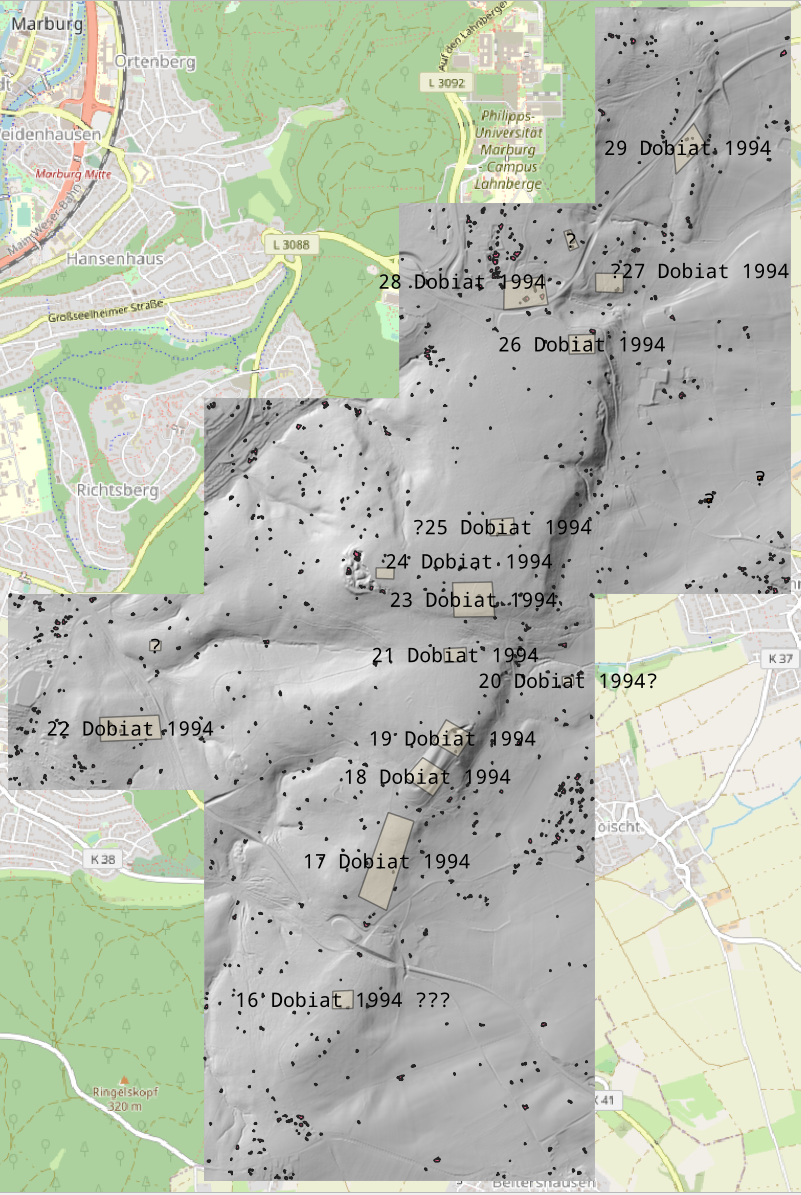 Marburg
Auf den Lahnberge
Ortenberg
L 3092
Philipps-
Universität
Marburg
- Campus
Lahnberge
eidenhausen
29 Dobiat 1994
Marburg Mitte
Main-Weser-Bahn
?
L 3088
Hansenhaus
?27 Dobiat 1994
28 Dobiat 1994
Großseelheimer Straße
26 Dobiat 1994
?
Richtsberg
?
?25 Dobiat 1994
24 Dobiat 1994
23 Dobiat 1994
?
21 Dobiat 1994
K 37
20 Dobiat 1994?
22 Dobiat 1994
19 Dobiat 1994
18 Dobiat 1994
öischt
K 38
17 Dobiat 1994
16 Dobiat 1994 ???
Ringelskopf
320 m
K 41
Beltershausen